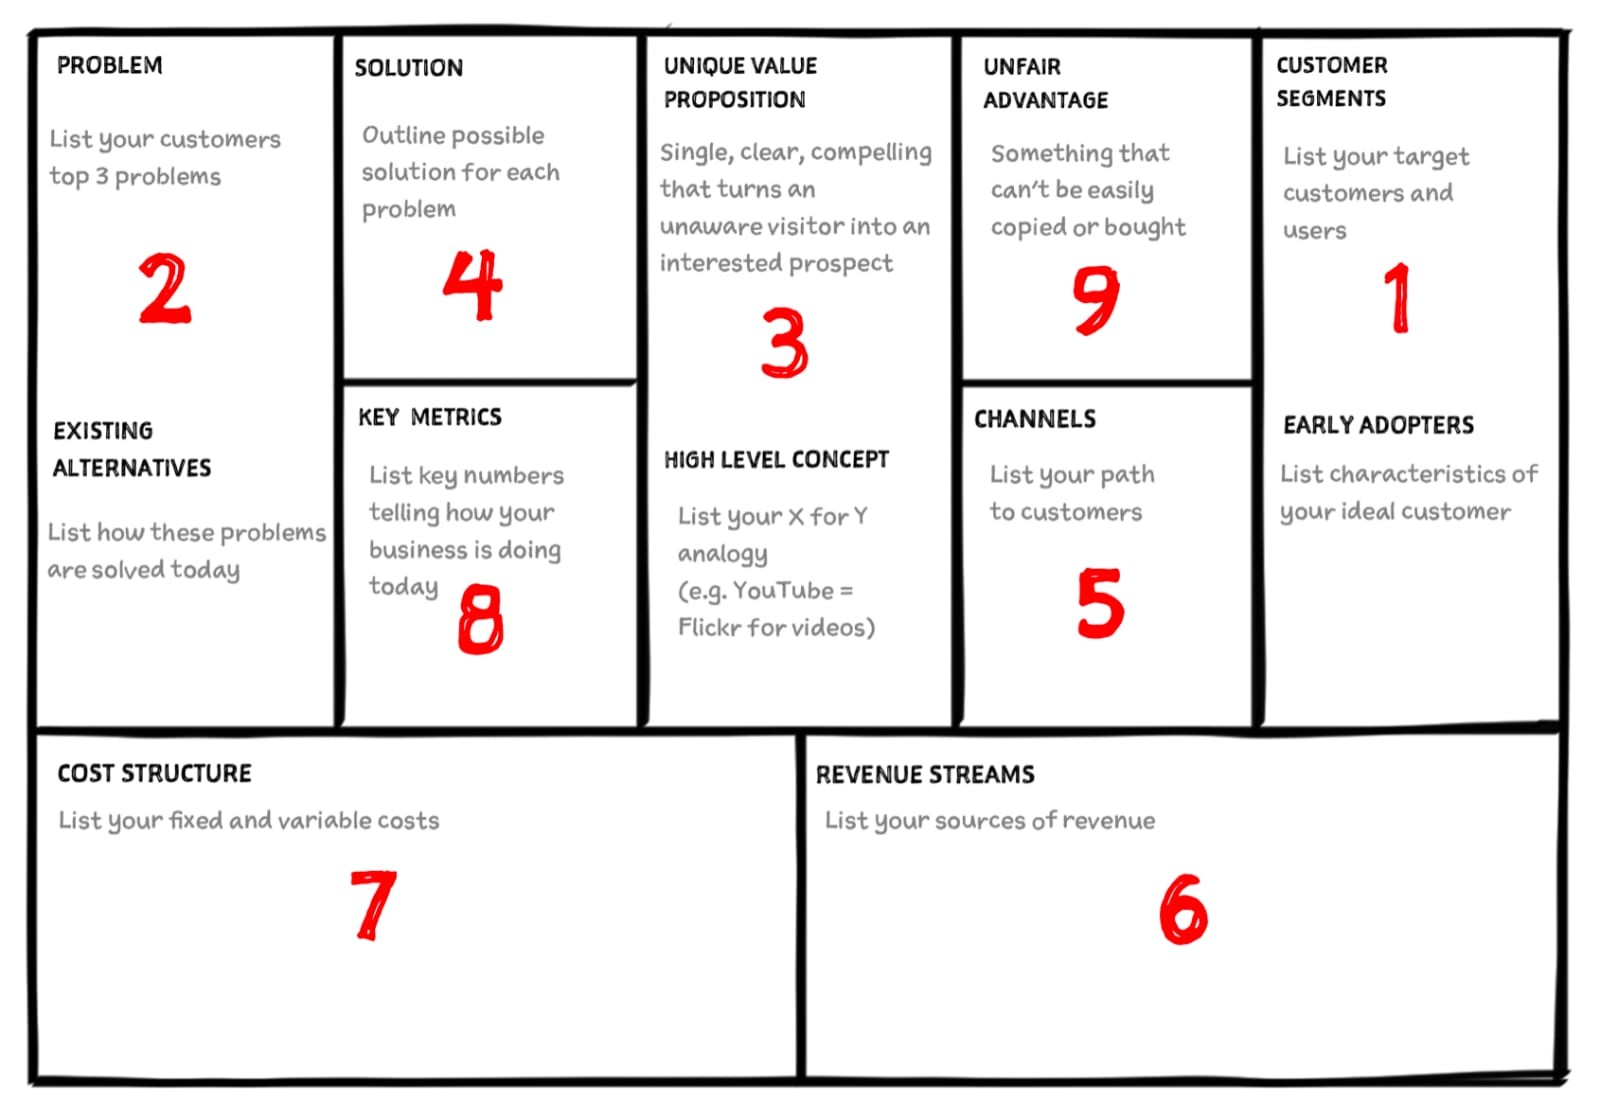 PROBLEM
List your customers
top 3 problems
2
EXISTING
ALTERNATIVES
List how these problems
are solved today
SOLUTION
Outline possible
solution for each
problem
4
KEY METRICS
List key numbers
telling how your
business is doing
today
8
UNIQUE VALUE
PROPOSITION
Single, clear, compelling
that turns an
unaware visitor into an
interested prospect
3
HIGH LEVEL CONCEPT
List your X for Y
analogy
(e.g. YouTube =
Flickr for videos)
UNFAIR
ADVANTAGE
Something that
can't be easily
copied or bought
9
CHANNELS
List your path
to customers
5
CUSTOMER
SEGMENTS
List your target
customers and
users
1
EARLY ADOPTERS
List characteristics of
your ideal customer
COST STRUCTURE
List your fixed and variable costs
7
REVENUE STREAMS
List your sources of revenue
6